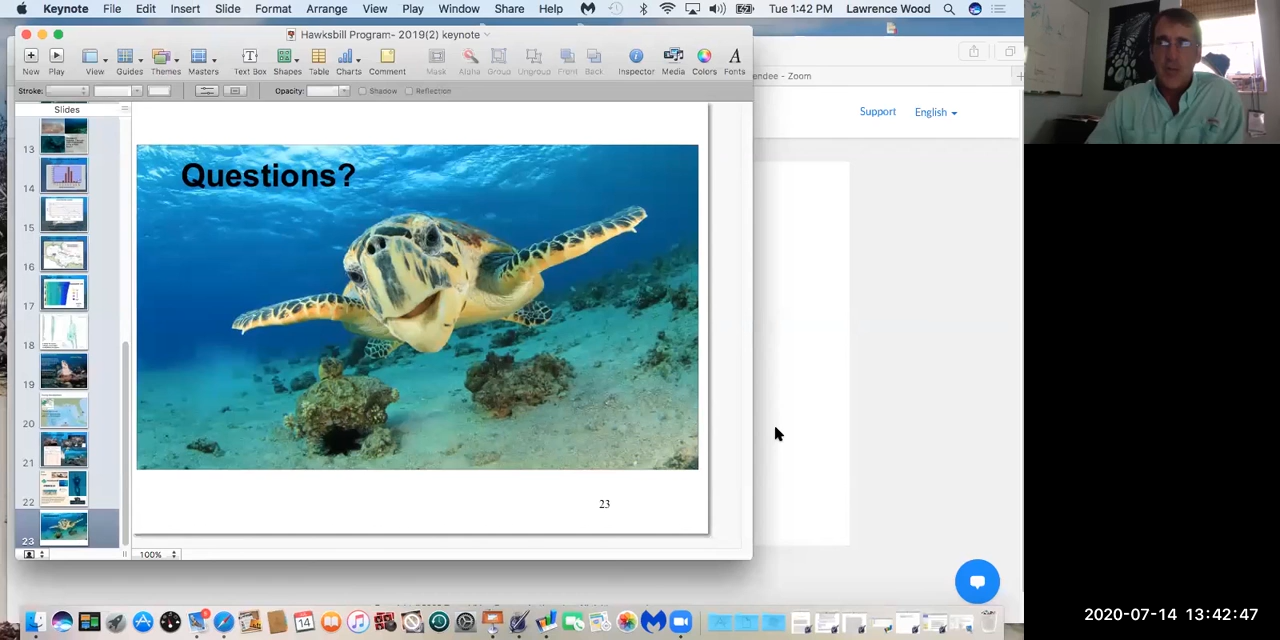 Keynote File Edit Insert Slide Format Arrange View Play Window Share Help Tue 1:42 PM Lawrence Wood
Hawksbill Program- 2019(2) keynote
New Play View Guides Themes Masters Text Box Shapes Table Charts Comment Mask Alpha Group Ungroup Front Back Inspector Media Colors Fonts
endee - Zoom
Stroke: Opacity: Shadow Reflection
Slides
Support English
Questions?
13
14
15
16
17
18
19
20
21
22
23
23
100%
14
2020-07-14 13:42:47